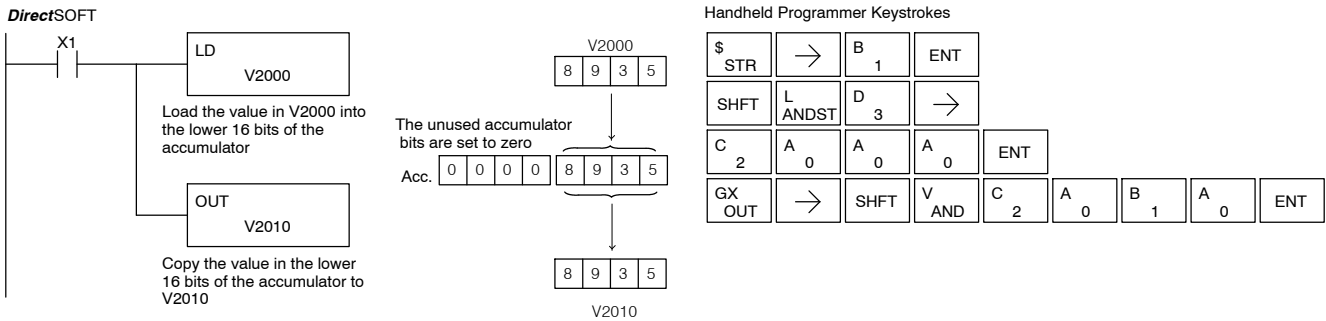 DirectSOFT
X1
LD
V2000
Load the value in V2000 into
the lower 16 bits of the
accumulator
OUT
V2010
Copy the value in the lower
16 bits of the accumulator to
V2010
V2000
8 9 3 5
The unused accumulator
bits are set to zero
Acc. 0 0 0 0 8 9 3 5
8 9 3 5
V2010
Handheld Programmer Keystrokes
$ STR → B 1 ENT
SHFT L ANDST D 3 →
C 2 A 0 A 0 A 0 ENT
GX OUT → SHFT V AND C 2 A 0 B 1 A 0 ENT